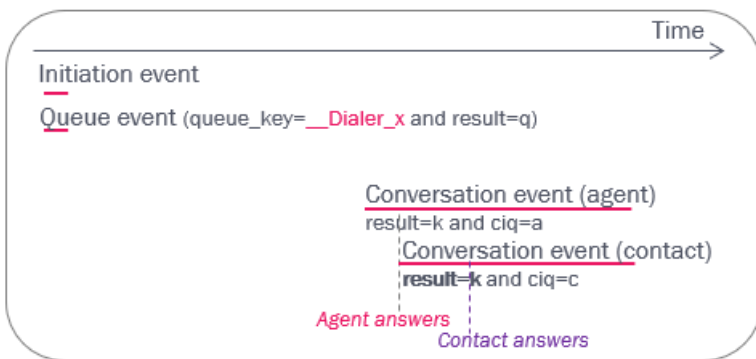 Time
Initiation event
Queue event (queue_key=__Dialer_x and result=q)
Conversation event (agent)
result=k and ciq=a
Conversation event (contact)
result=k and ciq=c
Agent answers
Contact answers